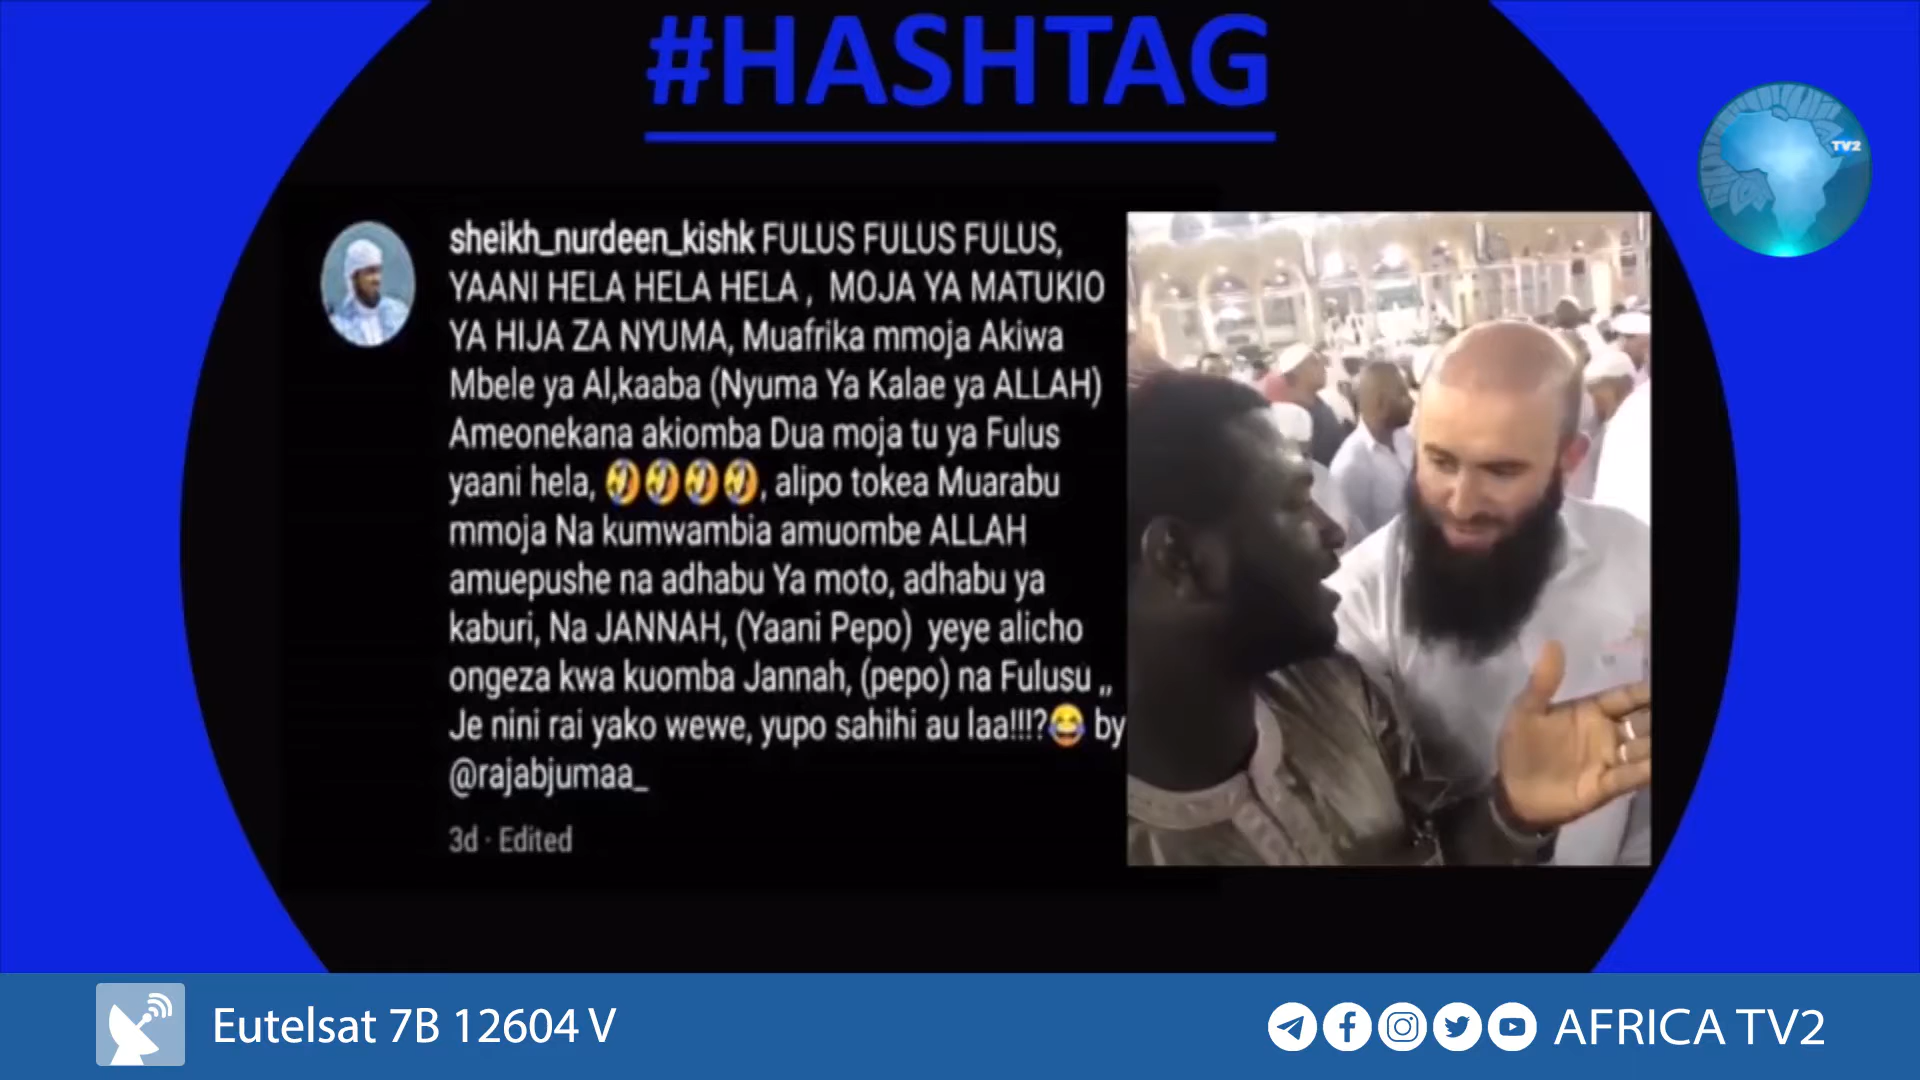 #HASHTAG
TV2
sheikh_nurdeen_kishk FULUS FULUS FULUS,
YAANI HELA HELA HELA , MOJA YA MATUKIO
YA HIJA ZA NYUMA, Muafrika mmoja Akiwa
Mbele ya Al,kaaba (Nyuma Ya Kalae ya ALLAH)
Ameonekana akiomba Dua moja tu ya Fulus
yaani hela, 🤣🤣🤣🤣, alipo tokea Muarabu
mmoja Na kumwambia amuombe ALLAH
amuepushe na adhabu Ya moto, adhabu ya
kaburi, Na JANNAH, (Yaani Pepo) yeye alicho
ongeza kwa kuomba Jannah, (pepo) na Fulusu ,,
Je nini rai yako wewe, yupo sahihi au laa!!!?😂 by
@rajabjumaa_
3d · Edited
Eutelsat 7B 12604 V
AFRICA TV2